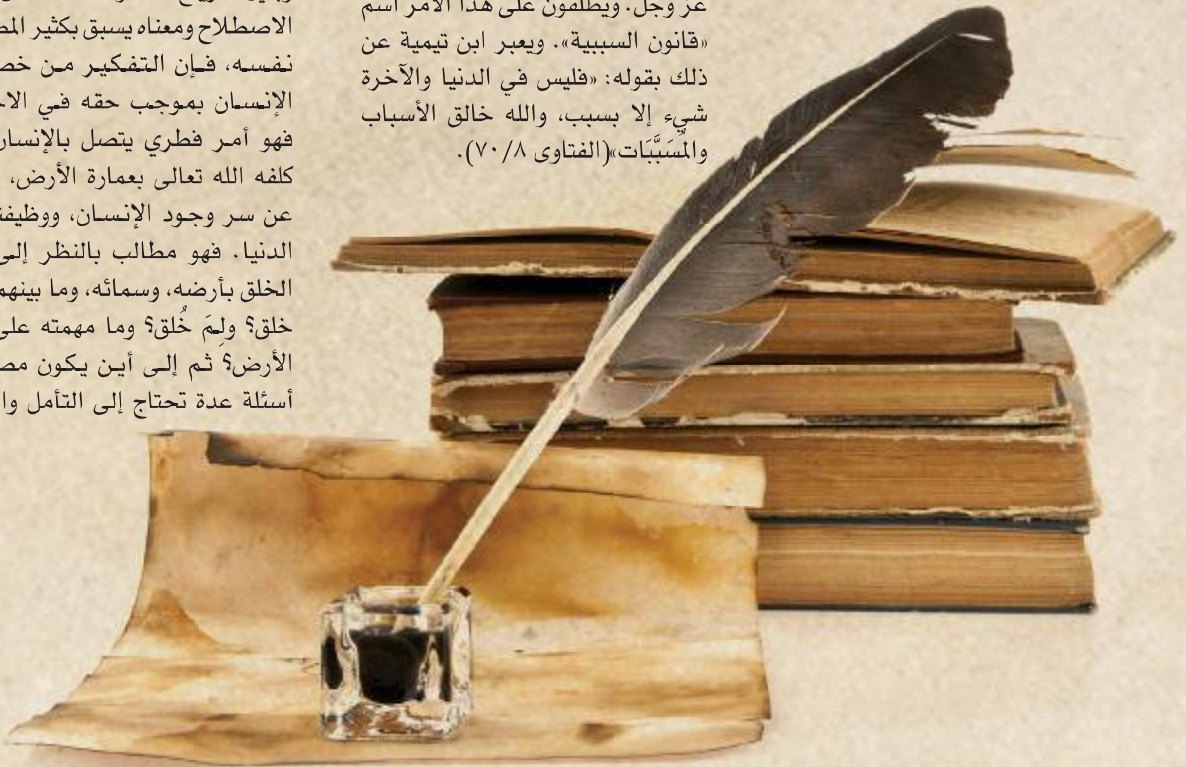 عز وجل. ويطلقون على هذا الأمر اسم
«قانون السببية». ويعبر ابن تيمية عن
ذلك بقوله: «فليس في الدنيا والآخرة
شيء إلا بسبب، والله خالق الأسباب
والمُسَبَّبَات»(الفتاوى ٧٠/٨).
الاصطلاح ومعناه يسبق بكثير
نفسه، فإن التفكير من
الإنسان بموجب حقه في
فهو أمر فطري يتصل بالإنسان
كلفه الله تعالى بعمارة الأرض،
عن سر وجود الإنسان،
الدنيا. فهو مطالب بالنظر إلى
الخلق بأرضه، وسمائه، وما
خلق؟ ولِمَ خُلق؟ وما مهمته على
الأرض؟ ثم إلى أين يكون
أسئلة عدة تحتاج إلى التأمل